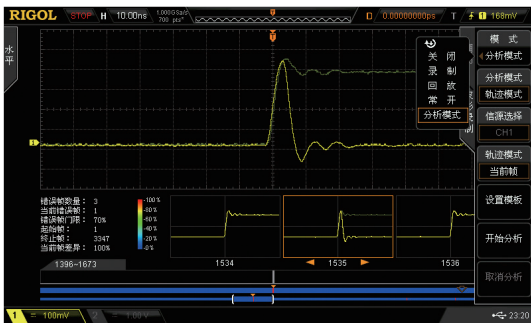 RIGOL STOP H 10.00ns 1.000GSa/s 700 pts D 0.00000000ps T 1 168mV
水平
关 闭
录 制
回 放
常 开
分析模式
模 式
分析模式
分析模式
轨迹模式
信源选择
CH1
轨迹模式
当前帧
设置模板
开始分析
取消分析
1
错误帧数量: 3
当前错误帧: 1
错误帧门限: 70%
起始帧: 1
终止帧: 3347
当前帧差异: 100%
100%
80%
60%
40%
20%
0%
1396-1673
1534
1535
1536
1 = 100mV 2 = 1.00 V
23:20